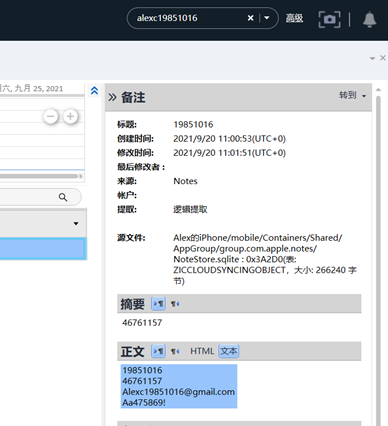 alexc19851016
高级
六, 九月 25, 2021
备注
转到
标题: 19851016
创建时间: 2021/9/20 11:00:53(UTC+0)
修改时间: 2021/9/20 11:01:51(UTC+0)
最后修改者 :
来源: Notes
帐户:
提取: 逻辑提取
源文件: Alex的iPhone/mobile/Containers/Shared/
AppGroup/group.com.apple.notes/
NoteStore.sqlite : 0x3A2D0(表:
ZICCLOUDSYNCINGOBJECT, 大小: 266240 字
节)
摘要
46761157
正文 HTML 文本
19851016
46761157
Alexc19851016@gmail.com
Aa475869!